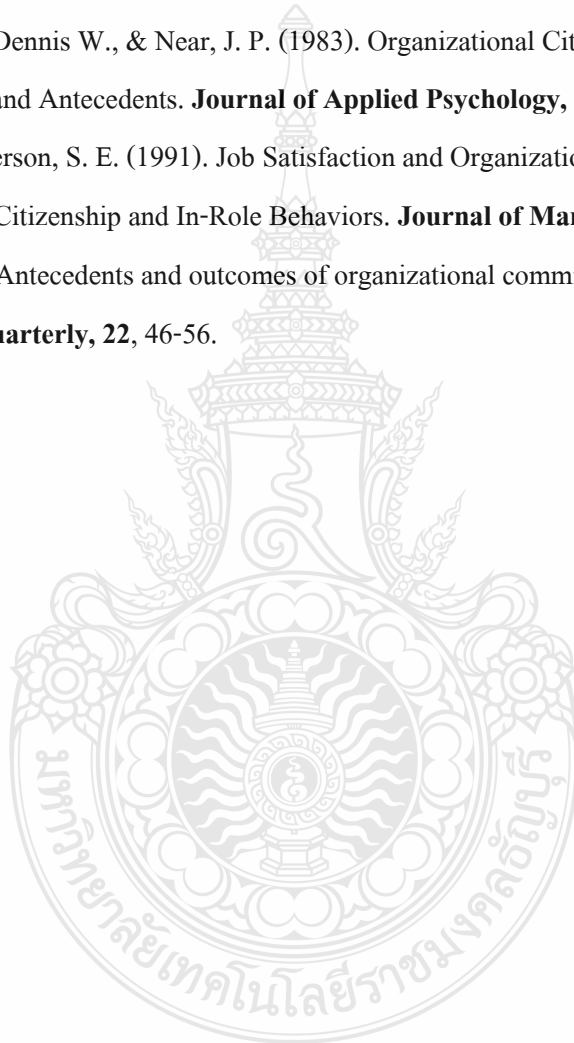 Dennis W., & Near, J. P. (1983). Organizational Cit
and Antecedents. Journal of Applied Psychology,
erson, S. E. (1991). Job Satisfaction and Organizatio
Citizenship and In-Role Behaviors. Journal of Mar
Antecedents and outcomes of organizational commi
uarterly, 22, 46-56.
มหาวิทยาลัยเทคโนโลยีราชมงคลธัญบุรี